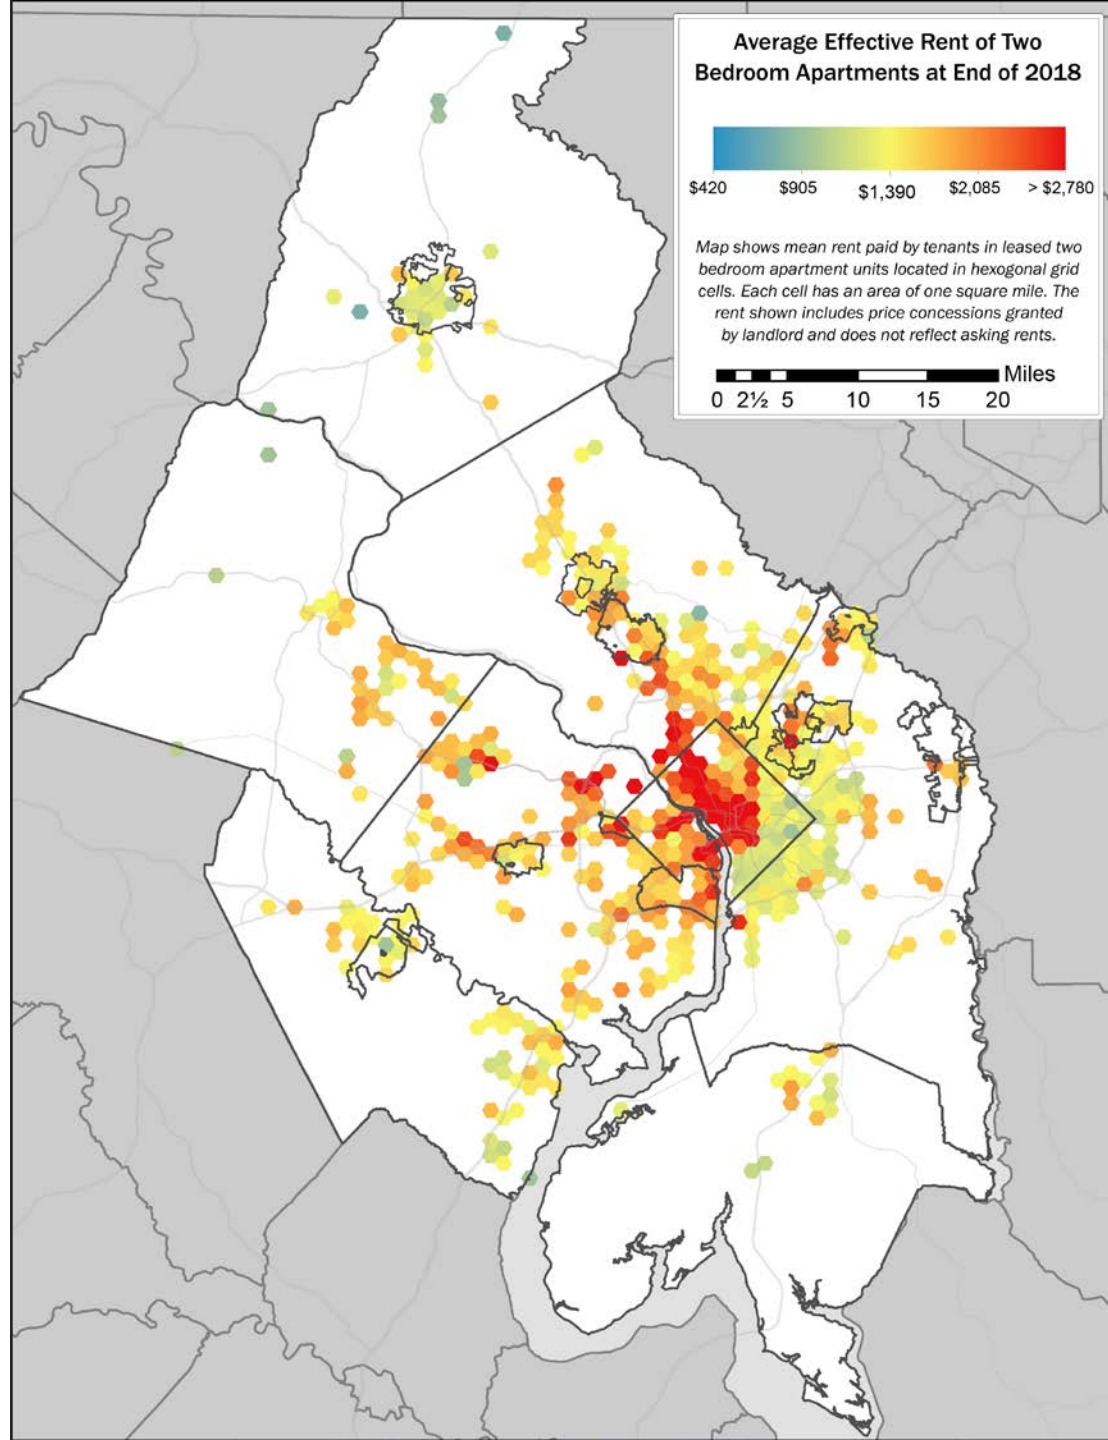 Average Effective Rent of Two
Bedroom Apartments at End of 2018
$420 $905 $1,390 $2,085 > $2,780
Map shows mean rent paid by tenants in leased two
bedroom apartment units located in hexogonal grid
cells. Each cell has an area of one square mile. The
rent shown includes price concessions granted
by landlord and does not reflect asking rents.
Miles
0 2½ 5 10 15 20